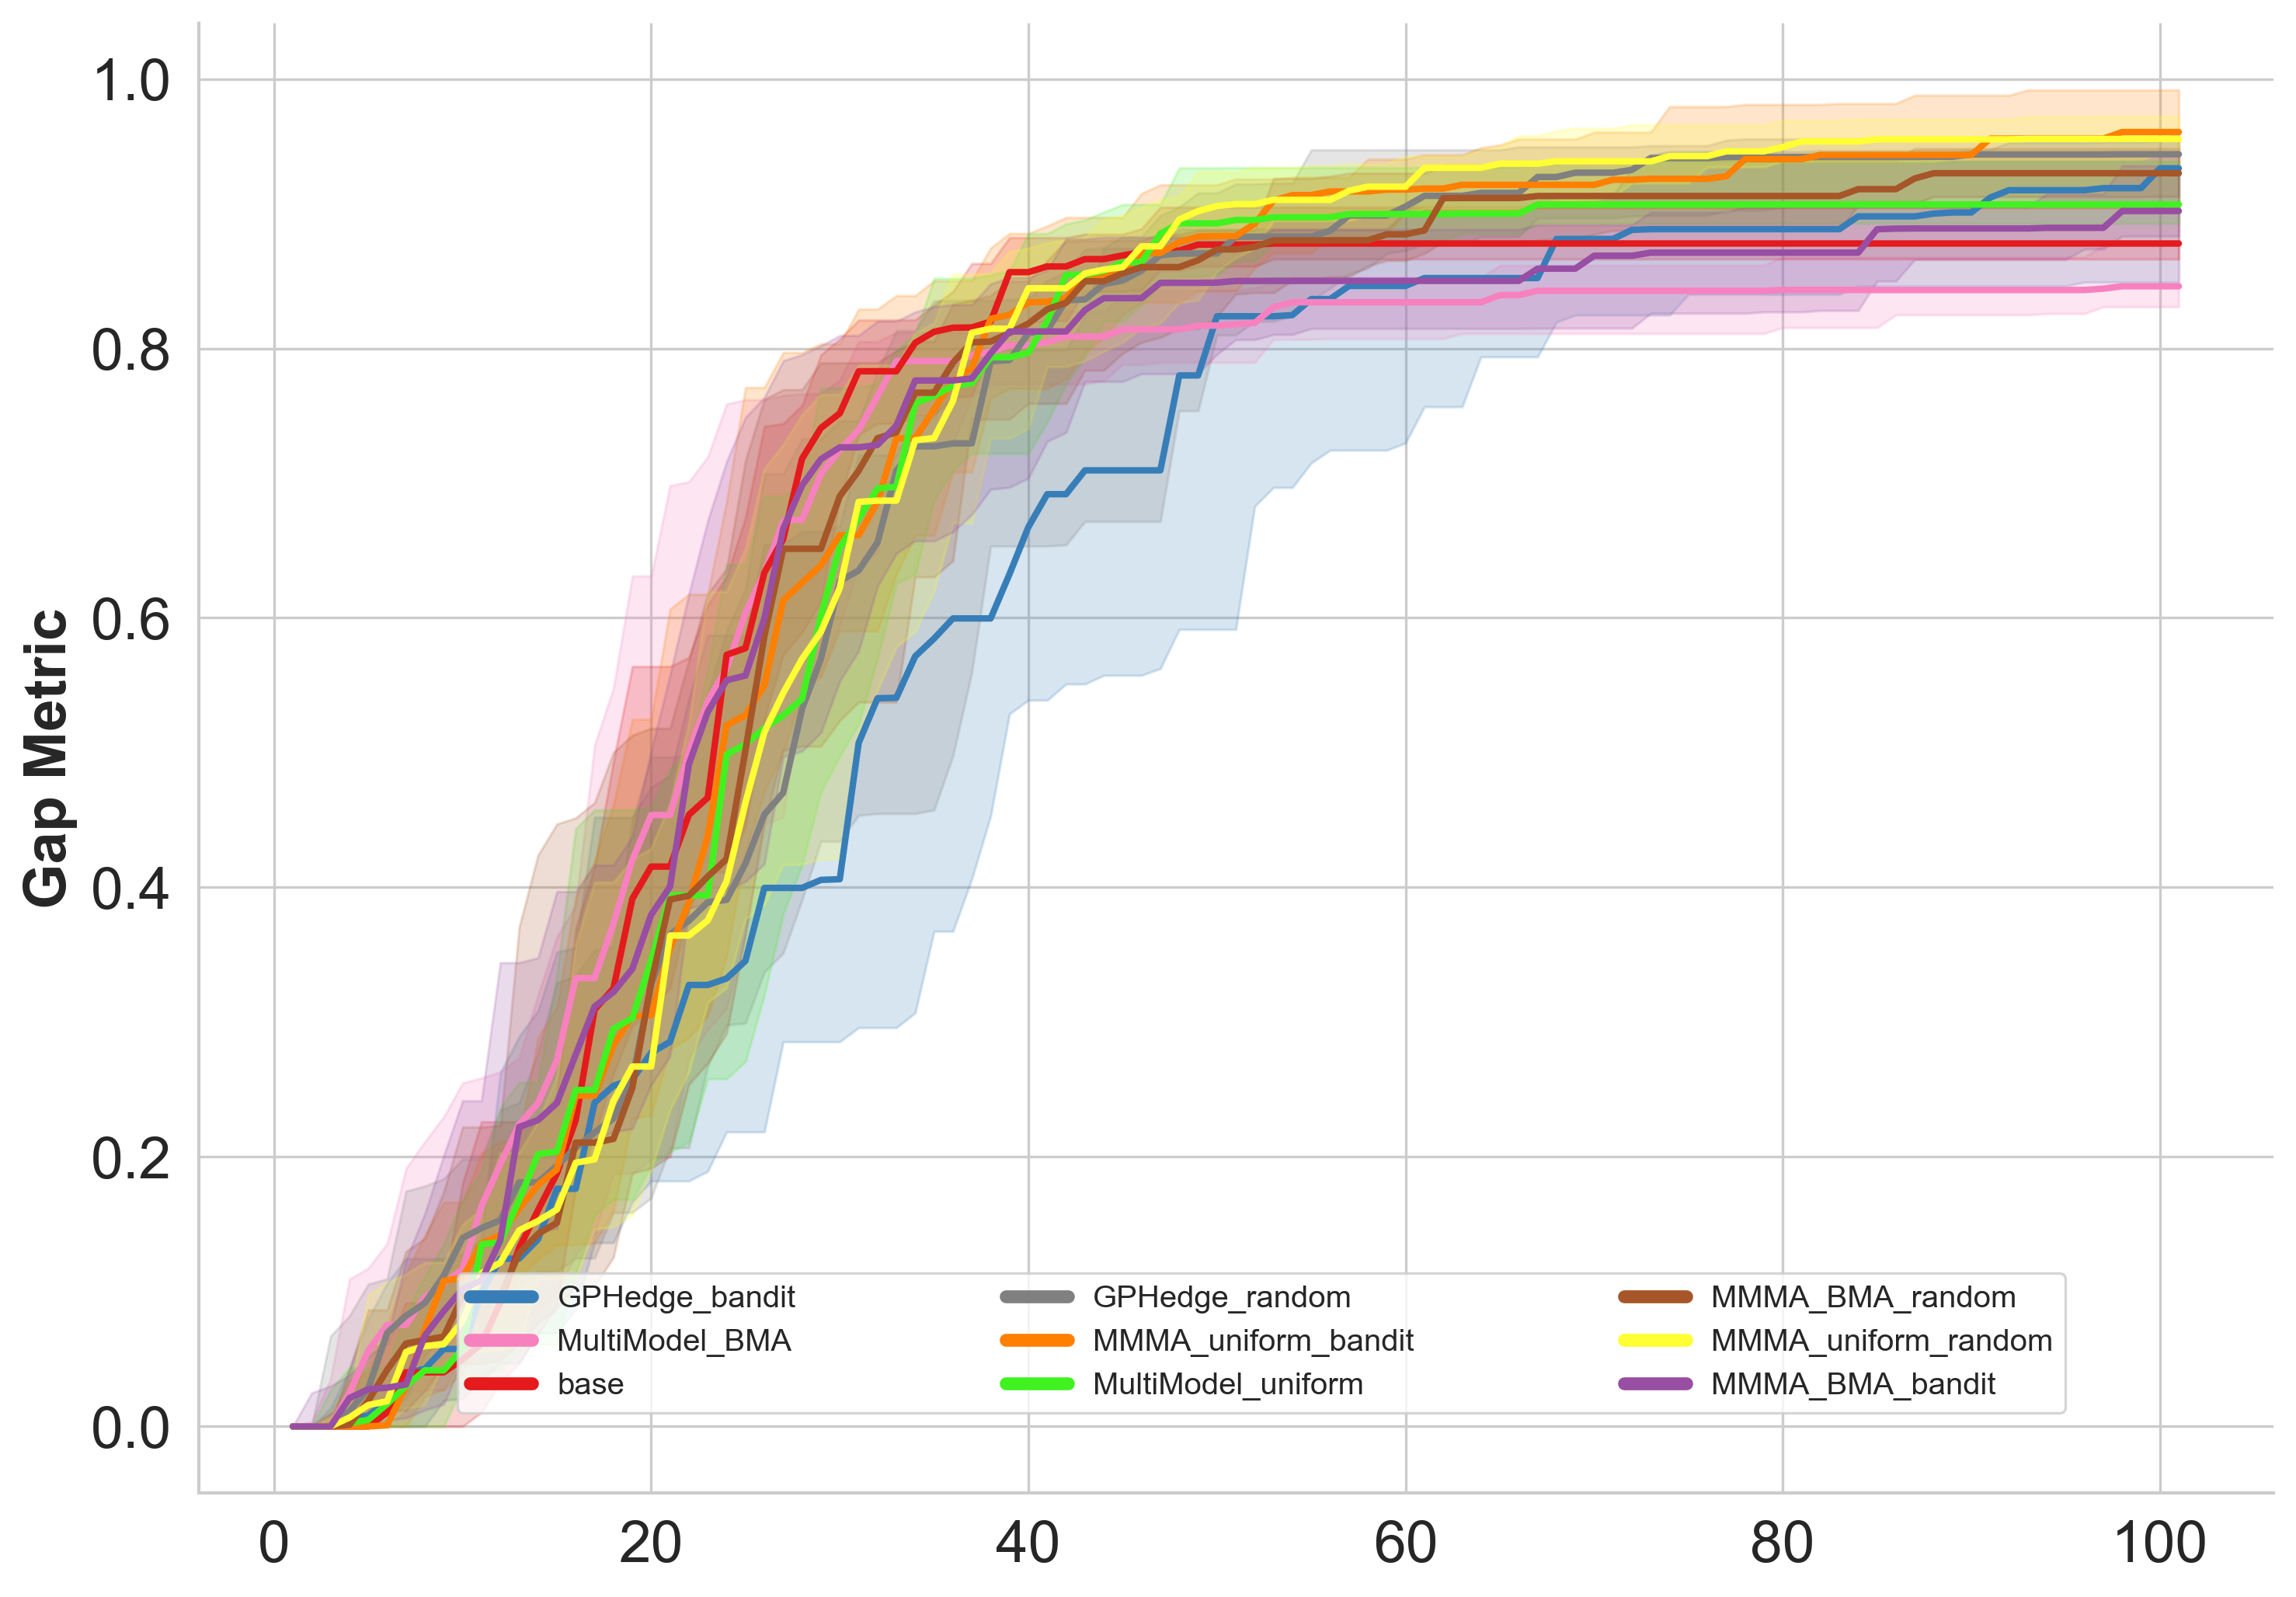 1.0
0.8
0.6
0.4
0.2
0.0
Gap Metric
GPHedge_bandit
MultiModel_BMA
base
GPHedge_random
MMMA_uniform_bandit
MultiModel_uniform
MMMA_BMA_random
MMMA_uniform_random
MMMA_BMA_bandit
0 20 40 60 80 100